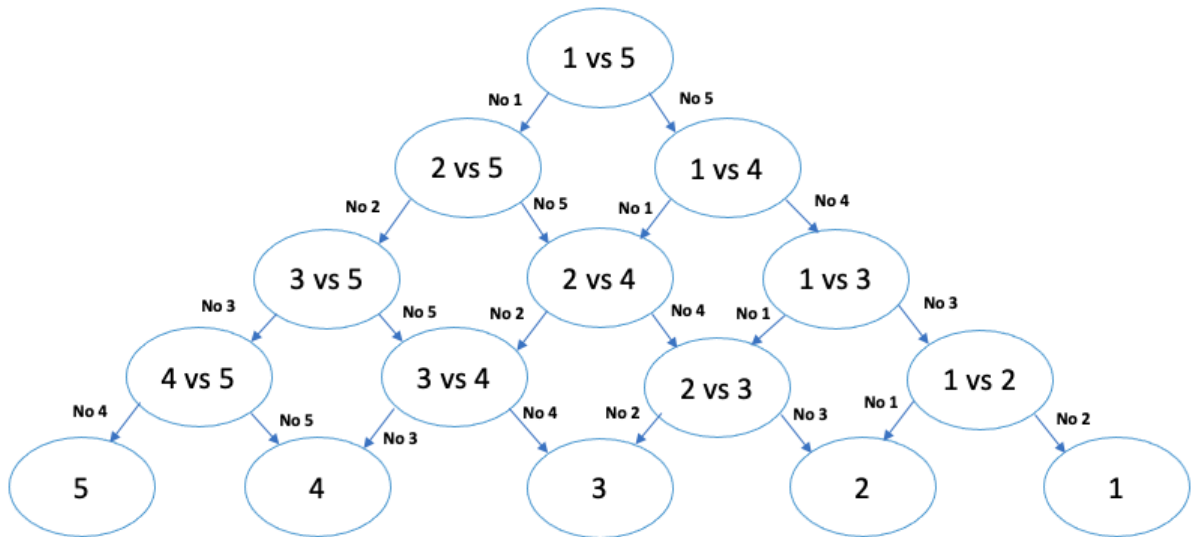 1 vs 5
No 1
No 5
2 vs 5
1 vs 4
No 2
No 5
No 1
No 4
3 vs 5
2 vs 4
1 vs 3
No 3
No 5
No 2
No 4
No 1
No 3
4 vs 5
3 vs 4
2 vs 3
1 vs 2
No 4
No 5
No 3
No 4
No 2
No 3
No 1
No 2
5
4
3
2
1